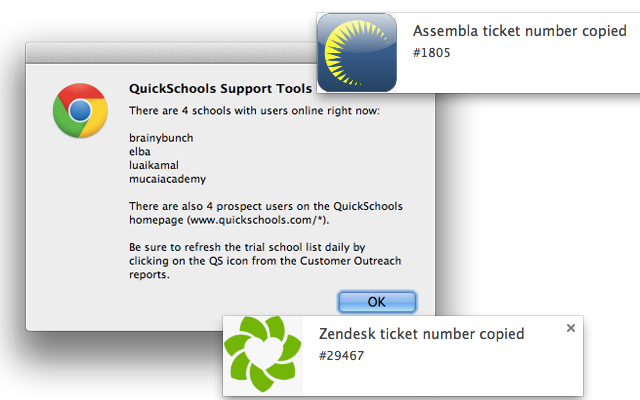 Assembla ticket number copied
#1805
QuickSchools Support Tools
There are 4 schools with users online right now:
brainybunch
elba
luaikamal
mucaiacademy
There are also 4 prospect users on the QuickSchools
homepage (www.quickschools.com/*).
Be sure to refresh the trial school list daily by
clicking on the QS icon from the Customer Outreach
reports.
OK
Zendesk ticket number copied
#29467